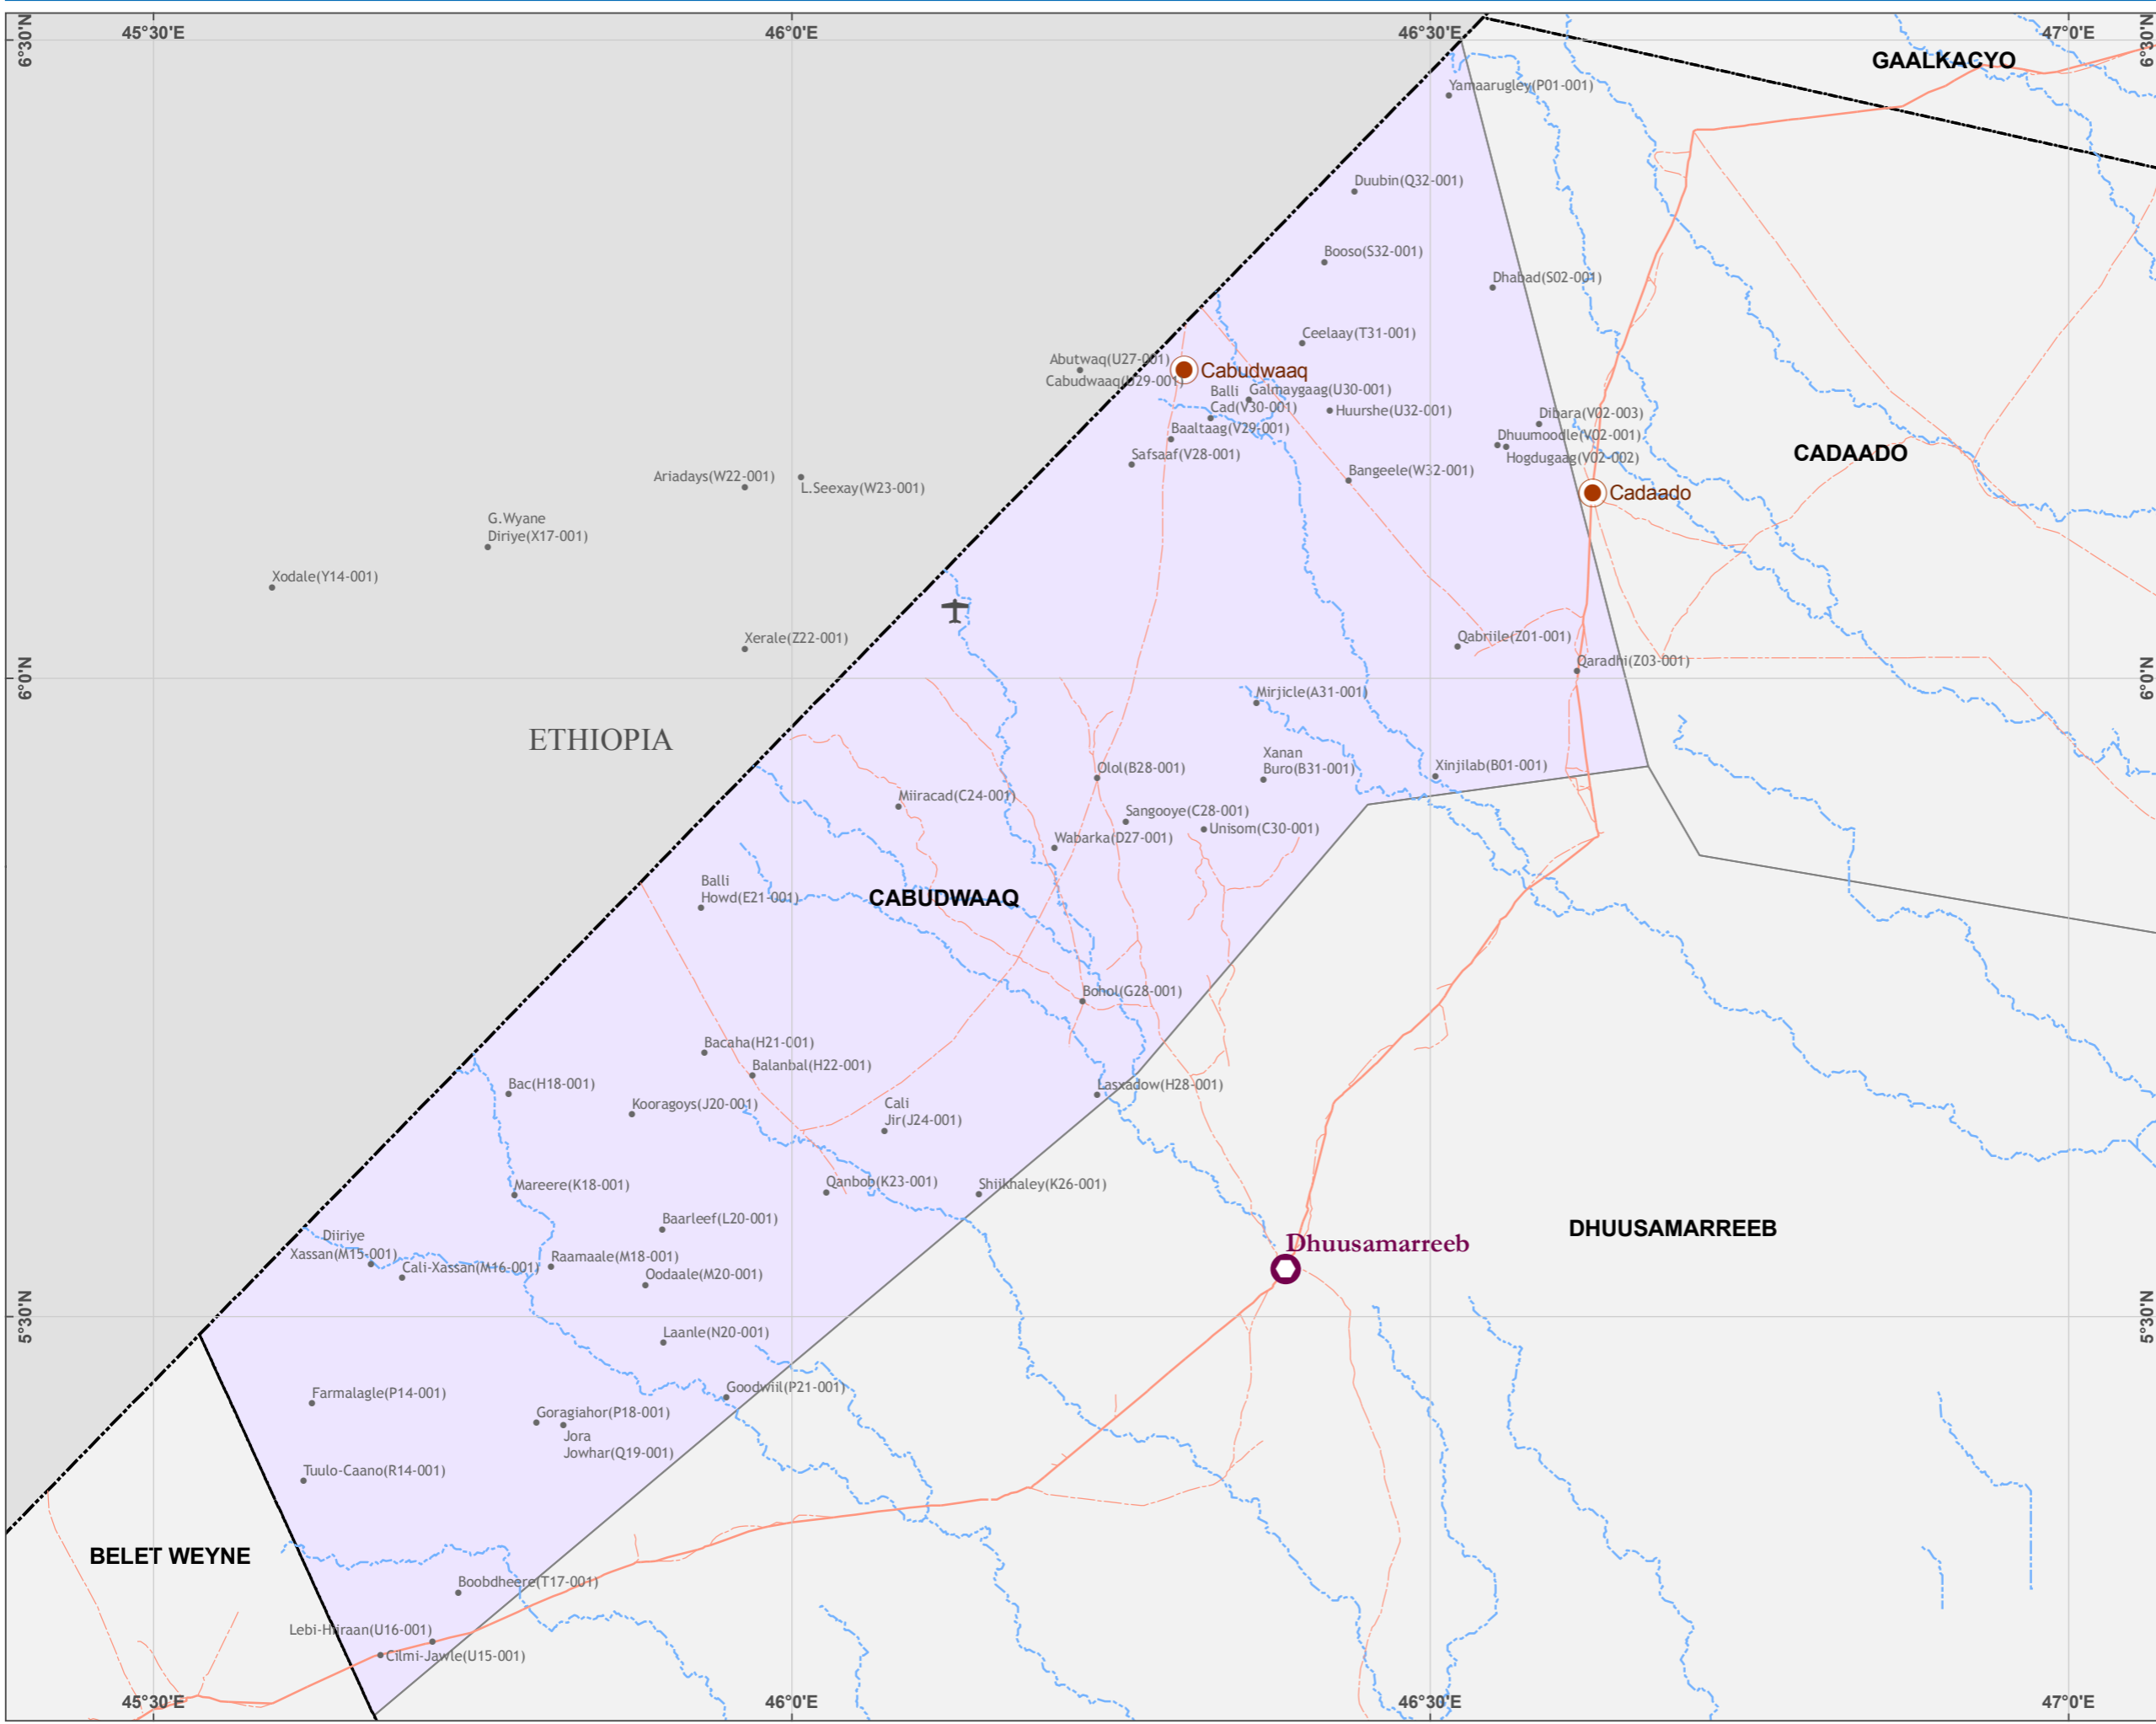 45°30'E
46°0'E
46°30'E
47°0'E
6°30'N
6°30'N
GAALKACYO
Yamaarugley(P01-001)
Duubin(Q32-001)
Booso(S32-001)
Dhabad(S02-001)
Ceelaay(T31-001)
Abutwaq(U27-001)
Cabudwaaq
Cabudwaaq(U29-001)
Balli
Cad(V30-001)
Galmaygaag(U30-001)
Huurshe(U32-001)
Dibara(V02-003)
Baaltaag(V29-001)
Dhuumoodle(V02-001)
Hogdugaag(V02-002)
CADAADO
Safsaaf(V28-001)
Bangeele(W32-001)
Ariadays(W22-001)
L.Seexay(W23-001)
Cadaado
G.Wyane
Diriye(X17-001)
Xodale(Y14-001)
Xerale(Z22-001)
Qabriile(Z01-001)
Qaradhi(Z03-001)
6°0'N
6°0'N
Mirjicle(A31-001)
ETHIOPIA
Xanan
Buro(B31-001)
Olol(B28-001)
Xinjilab(B01-001)
Miiracad(C24-001)
Sangooye(C28-001)
Unisom(C30-001)
Wabarka(D27-001)
Balli
Howd(E21-001)
CABUDWAAQ
Bohol(G28-001)
Bacaha(H21-001)
Balanbal(H22-001)
Bac(H18-001)
Lasxadow(H28-001)
Kooragoys(J20-001)
Cali
Jir(J24-001)
Mareere(K18-001)
Qanbob(K23-001)
Shiikhaley(K26-001)
Baarleef(L20-001)
DHUUSAMARREEB
Diiriye
Xassan(M15-001)
Cali-Xassan(M16-001)
Raamaale(M18-001)
Oodaale(M20-001)
Dhuusamarreeb
5°30'N
5°30'N
Laanle(N20-001)
Farmalagle(P14-001)
Goodwiil(P21-001)
Goragiahor(P18-001)
Jora
Jowhar(Q19-001)
Tuulo-Caano(R14-001)
BELET WEYNE
Boobdheere(T17-001)
Lebi-Hiraan(U16-001)
Cilmi-Jawle(U15-001)
45°30'E
46°0'E
46°30'E
47°0'E